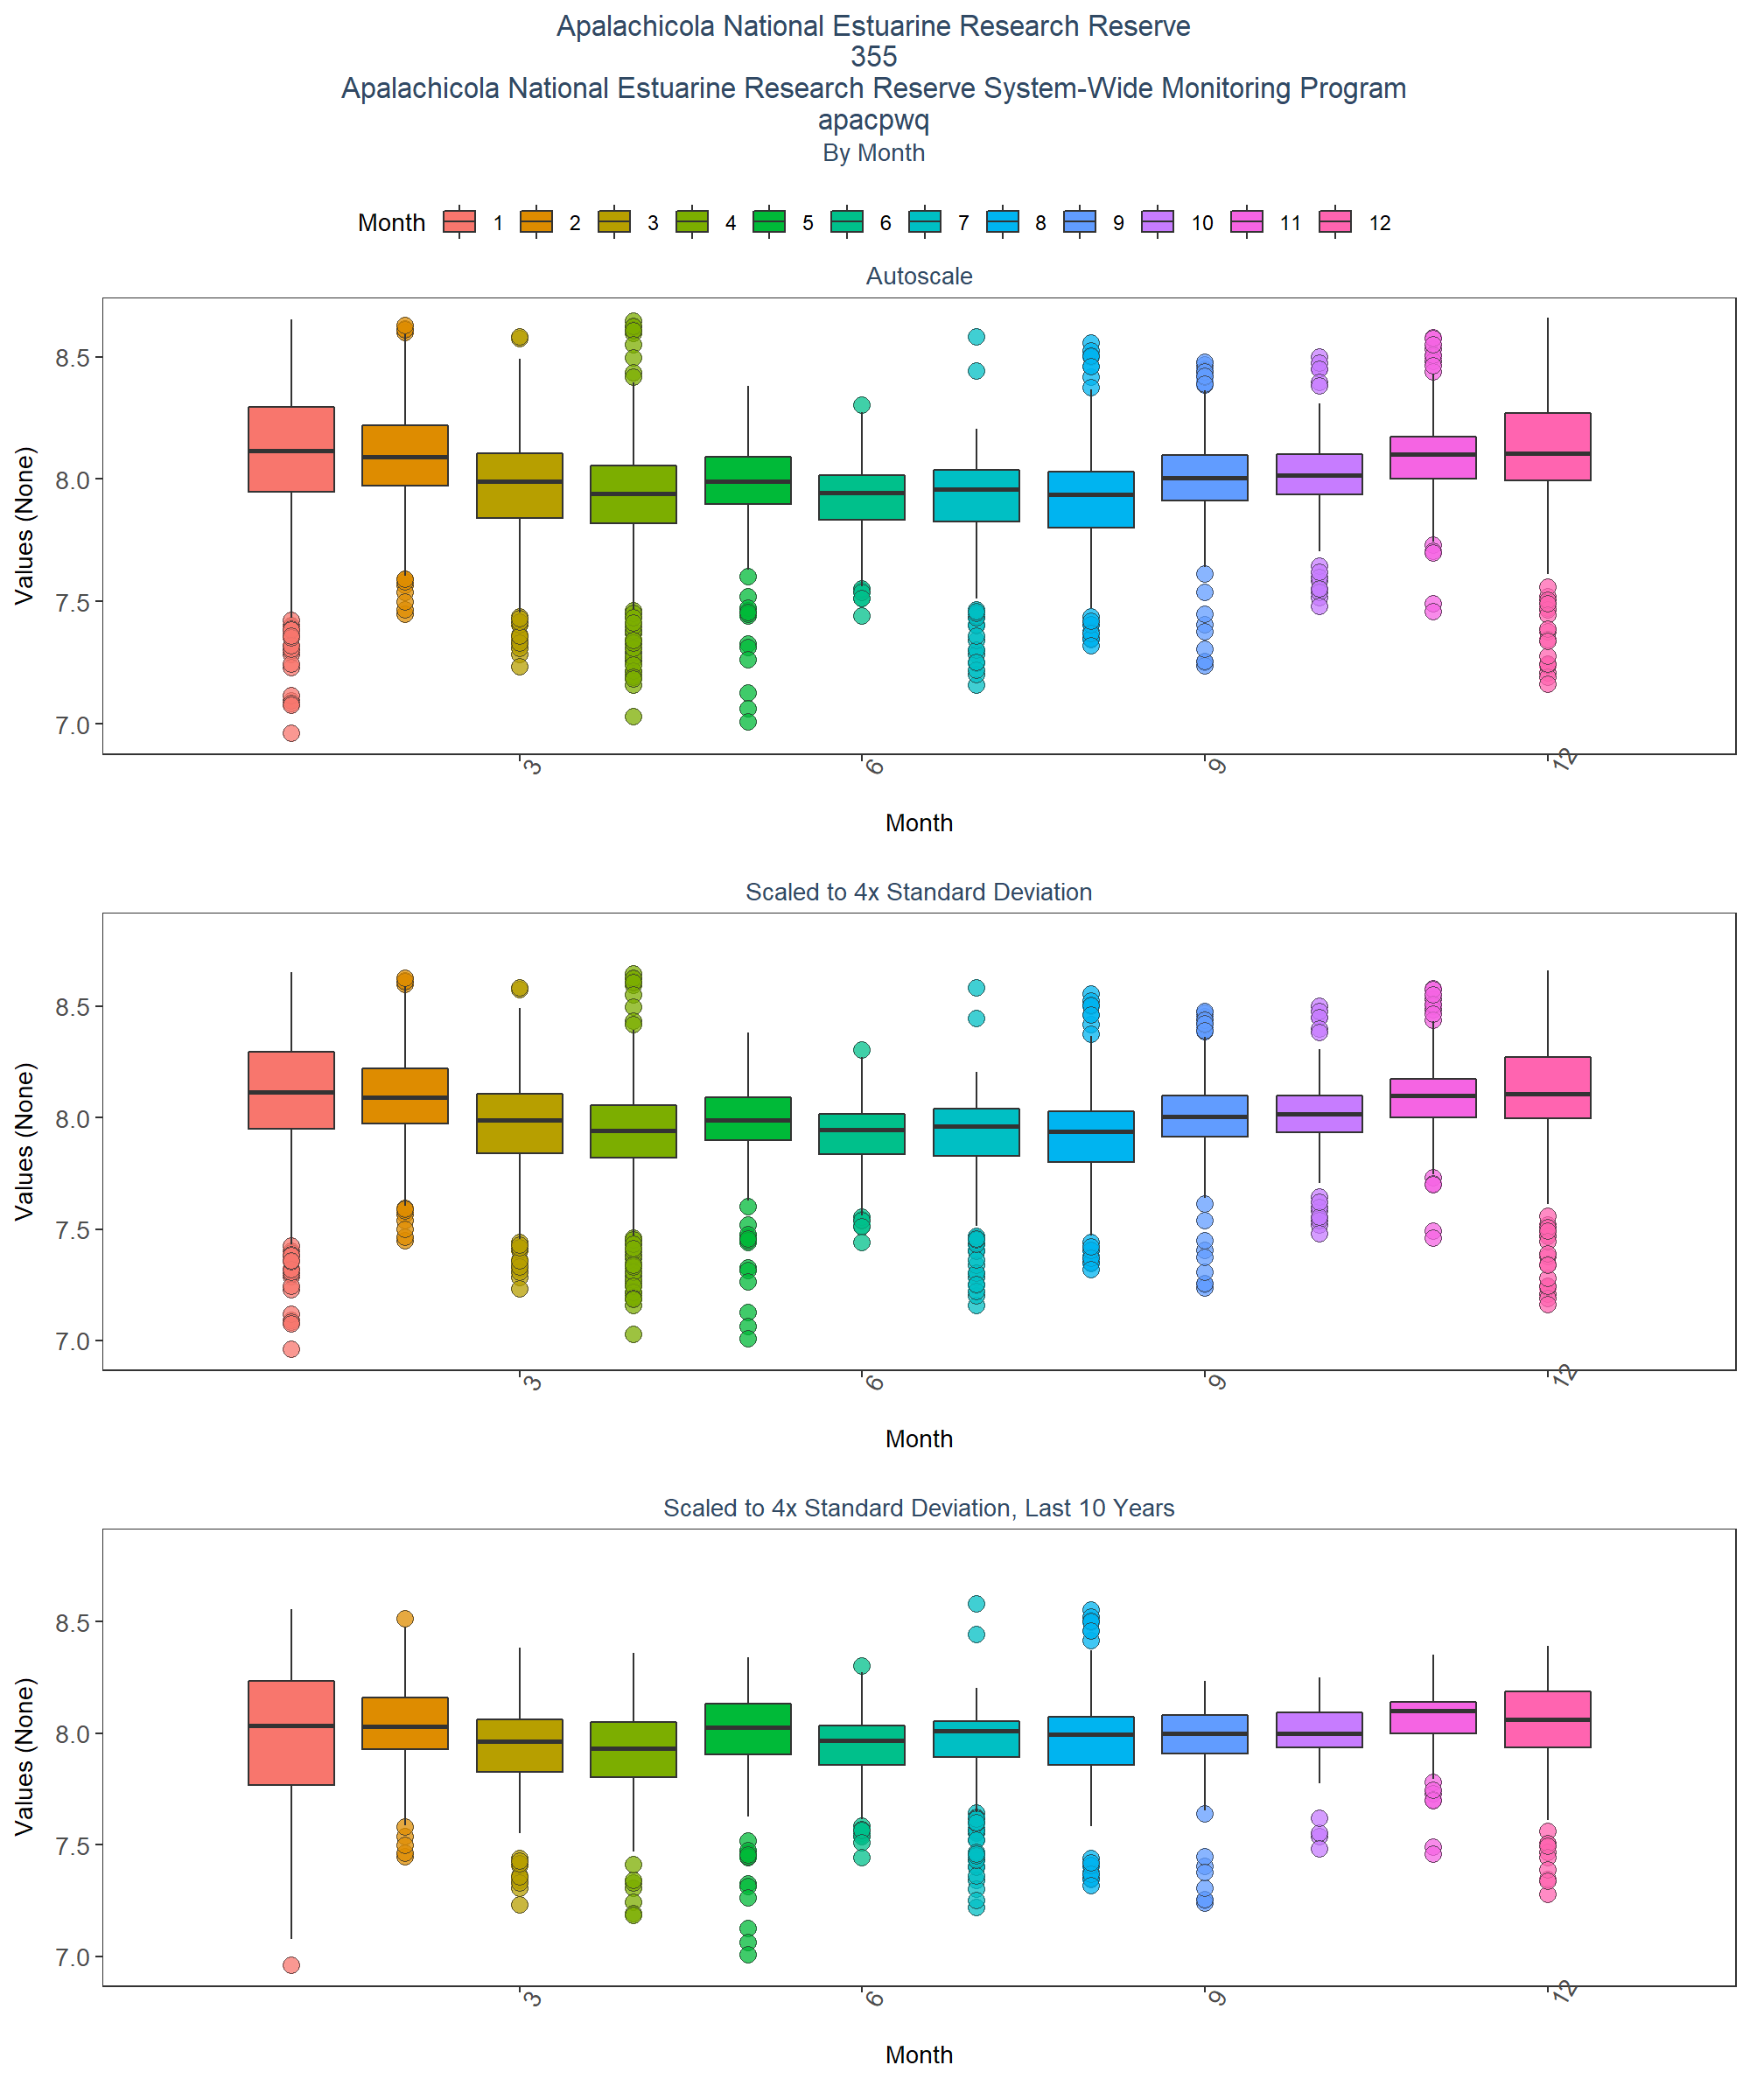 Apalachicola National Estuarine Research Reserve
355
Apalachicola National Estuarine Research Reserve System-Wide Monitoring Program
apacpwq
By Month
Month 1 2 3 4 5 6 7 8 9 10 11 12
Autoscale
Values (None)
8.5
8.0
7.5
7.0
3 6 9 12
Month
Scaled to 4x Standard Deviation
Values (None)
8.5
8.0
7.5
7.0
3 6 9 12
Month
Scaled to 4x Standard Deviation, Last 10 Years
Values (None)
8.5
8.0
7.5
7.0
3 6 9 12
Month